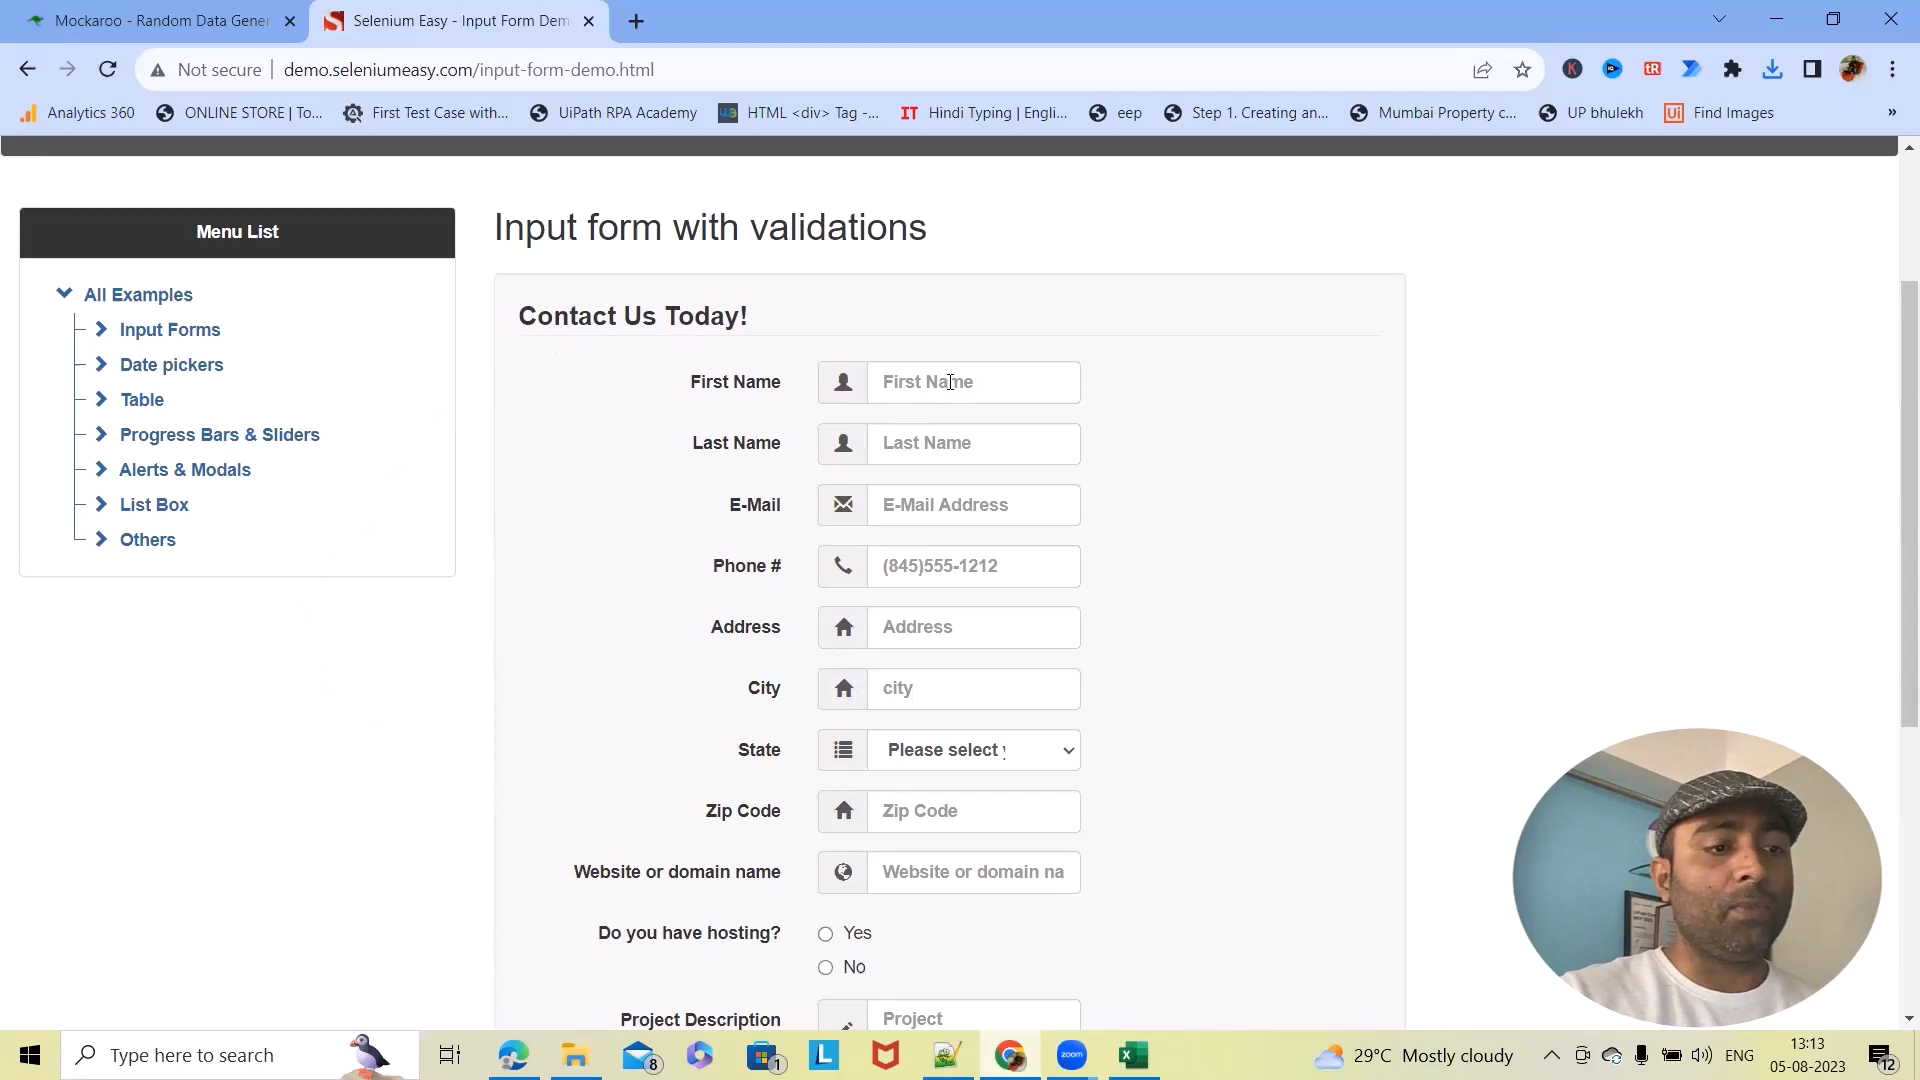 Mockaroo - Random Data Gener
Selenium Easy - Input Form Dem
Not secure
demo.seleniumeasy.com/input-form-demo.html
Analytics 360
ONLINE STORE | To...
First Test Case with...
UiPath RPA Academy
HTML <div> Tag -...
Hindi Typing | Engli...
eep
Step 1. Creating an...
Mumbai Property c...
UP bhulekh
Find Images
»
Menu List
All Examples
Input Forms
Date pickers
Table
Progress Bars & Sliders
Alerts & Modals
List Box
Others
Input form with validations
Contact Us Today!
First Name
First Name
Last Name
Last Name
E-Mail
E-Mail Address
Phone #
(845)555-1212
Address
Address
City
city
State
Please select
Zip Code
Zip Code
Website or domain name
Website or domain na
Do you have hosting?
Yes
No
Project Description
Project
Type here to search
8
1
zoom
29°C Mostly cloudy
ENG
13:13
05-08-2023
12